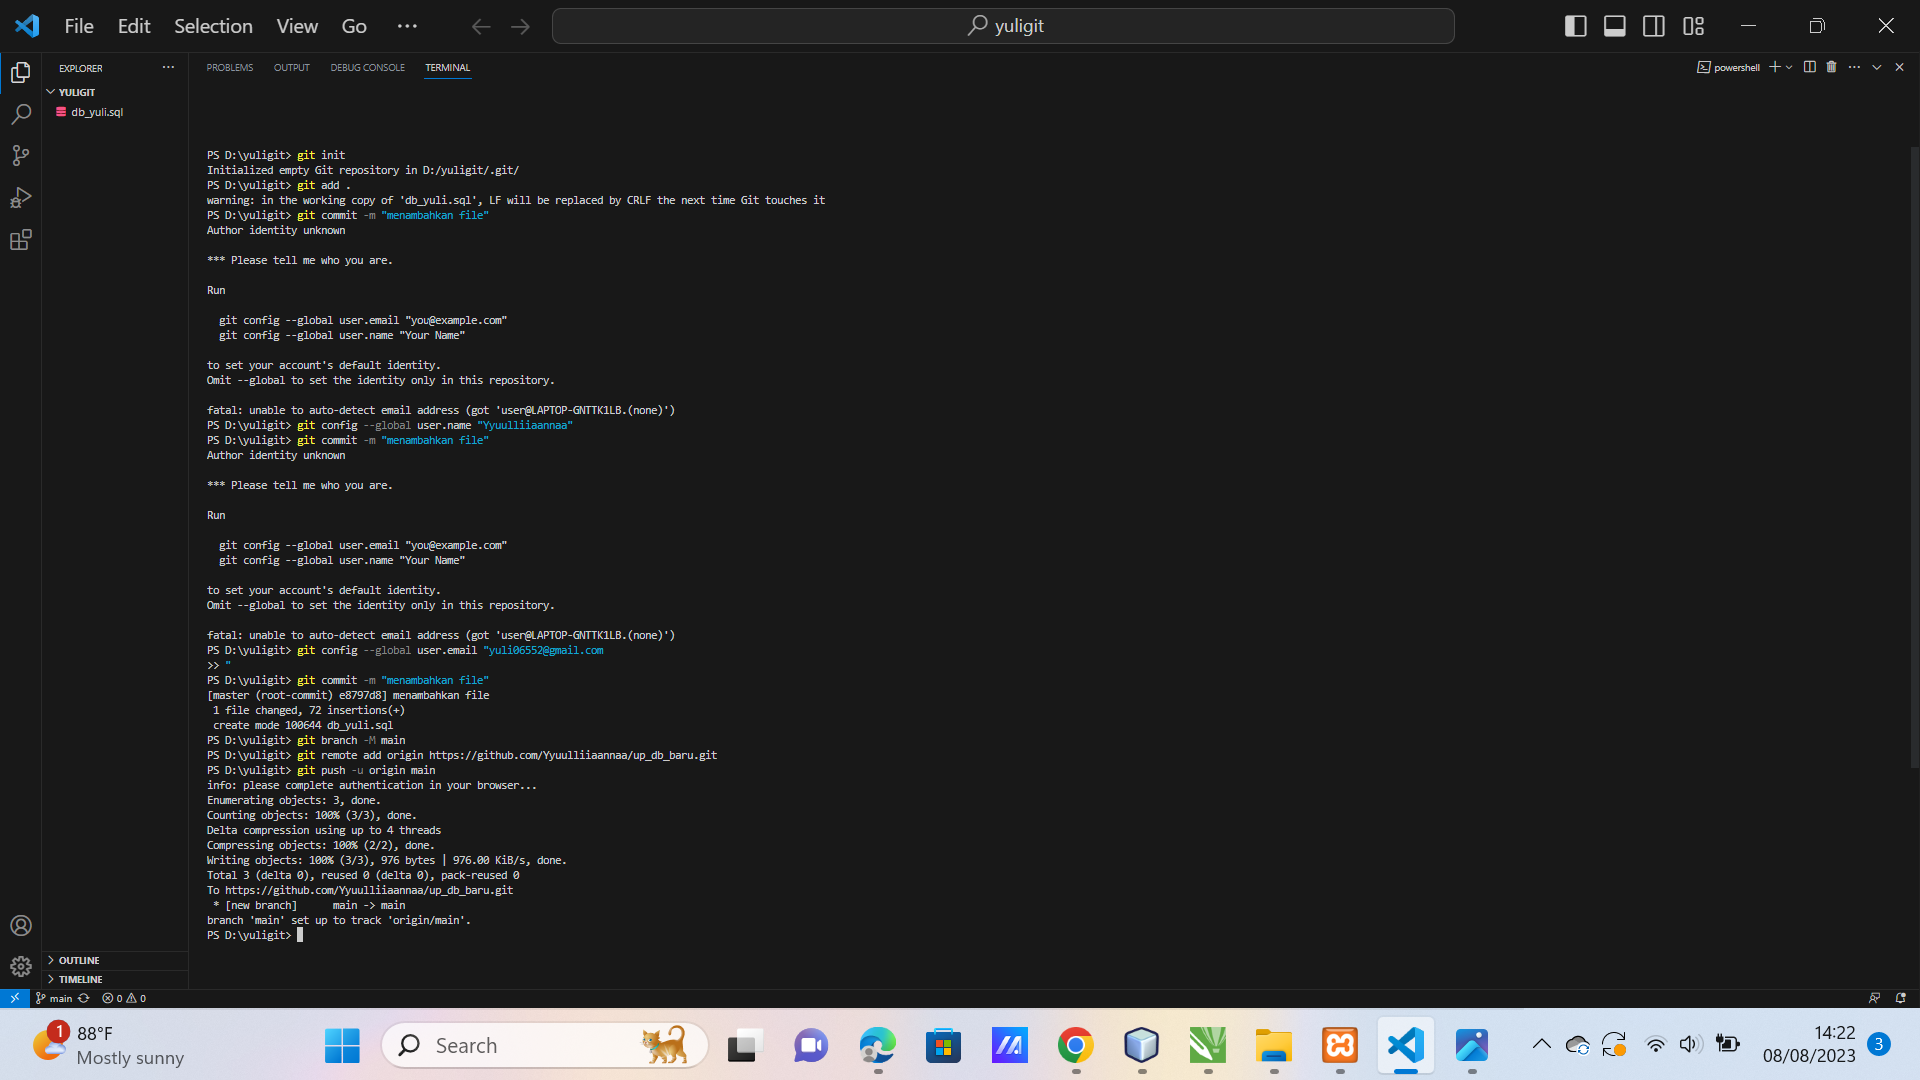 File Edit Selection View Go ···
yuligit
EXPLORER ···
YULIGIT
db_yuli.sql
PROBLEMS OUTPUT DEBUG CONSOLE TERMINAL
powershell
PS D:\yuligit> git init
Initialized empty Git repository in D:/yuligit/.git/
PS D:\yuligit> git add .
warning: in the working copy of 'db_yuli.sql', LF will be replaced by CRLF the next time Git touches it
PS D:\yuligit> git commit -m "menambahkan file"
Author identity unknown
*** Please tell me who you are.
Run
git config --global user.email "you@example.com"
git config --global user.name "Your Name"
to set your account's default identity.
Omit --global to set the identity only in this repository.
fatal: unable to auto-detect email address (got 'user@LAPTOP-GNTTK1LB.(none)')
PS D:\yuligit> git config --global user.name "Yyuulliiaannaa"
PS D:\yuligit> git commit -m "menambahkan file"
Author identity unknown
*** Please tell me who you are.
Run
git config --global user.email "you@example.com"
git config --global user.name "Your Name"
to set your account's default identity.
Omit --global to set the identity only in this repository.
fatal: unable to auto-detect email address (got 'user@LAPTOP-GNTTK1LB.(none)')
PS D:\yuligit> git config --global user.email "yuli06552@gmail.com
>> "
PS D:\yuligit> git commit -m "menambahkan file"
[master (root-commit) e8797d8] menambahkan file
1 file changed, 72 insertions(+)
create mode 100644 db_yuli.sql
PS D:\yuligit> git branch -M main
PS D:\yuligit> git remote add origin https://github.com/Yyuulliiaannaa/up_db_baru.git
PS D:\yuligit> git push -u origin main
info: please complete authentication in your browser...
Enumerating objects: 3, done.
Counting objects: 100% (3/3), done.
Delta compression using up to 4 threads
Compressing objects: 100% (2/2), done.
Writing objects: 100% (3/3), 976 bytes | 976.00 KiB/s, done.
Total 3 (delta 0), reused 0 (delta 0), pack-reused 0
To https://github.com/Yyuulliiaannaa/up_db_baru.git
* [new branch]      main -> main
branch 'main' set up to track 'origin/main'.
PS D:\yuligit>
OUTLINE
TIMELINE
main 0 0
1 88°F
Mostly sunny
Search
14:22
08/08/2023
3